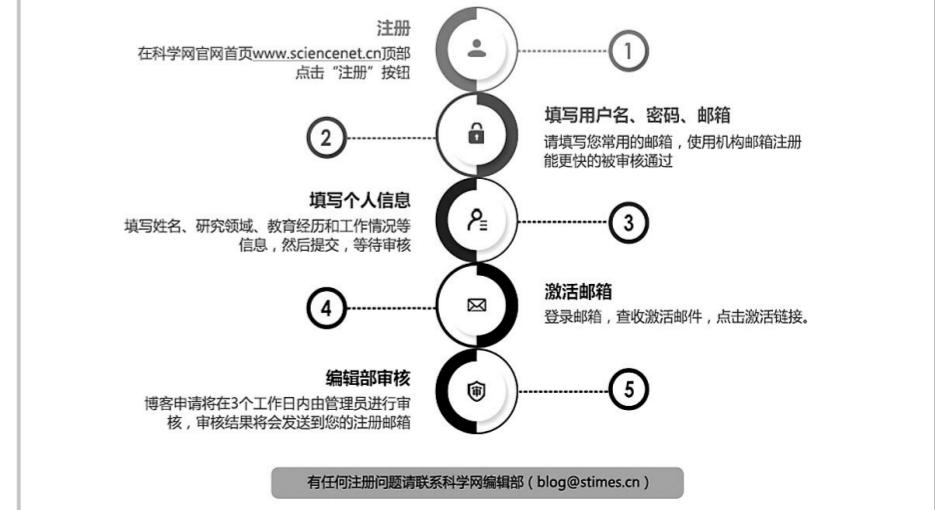 注册
在科学网官网首页www.sciencenet.cn顶部
点击“注册”按钮
1
2
填写用户名、密码、邮箱
请填写您常用的邮箱，使用机构邮箱注册
能更快的被审核通过
填写个人信息
填写姓名、研究领域、教育经历和工作情况等
信息，然后提交，等待审核
3
4
激活邮箱
登录邮箱，查收激活邮件，点击激活链接。
编辑部审核
博客申请将在3个工作日内由管理员进行审
核，审核结果将会发送到您的注册邮箱
审
5
有任何注册问题请联系科学网编辑部（blog@stimes.cn）